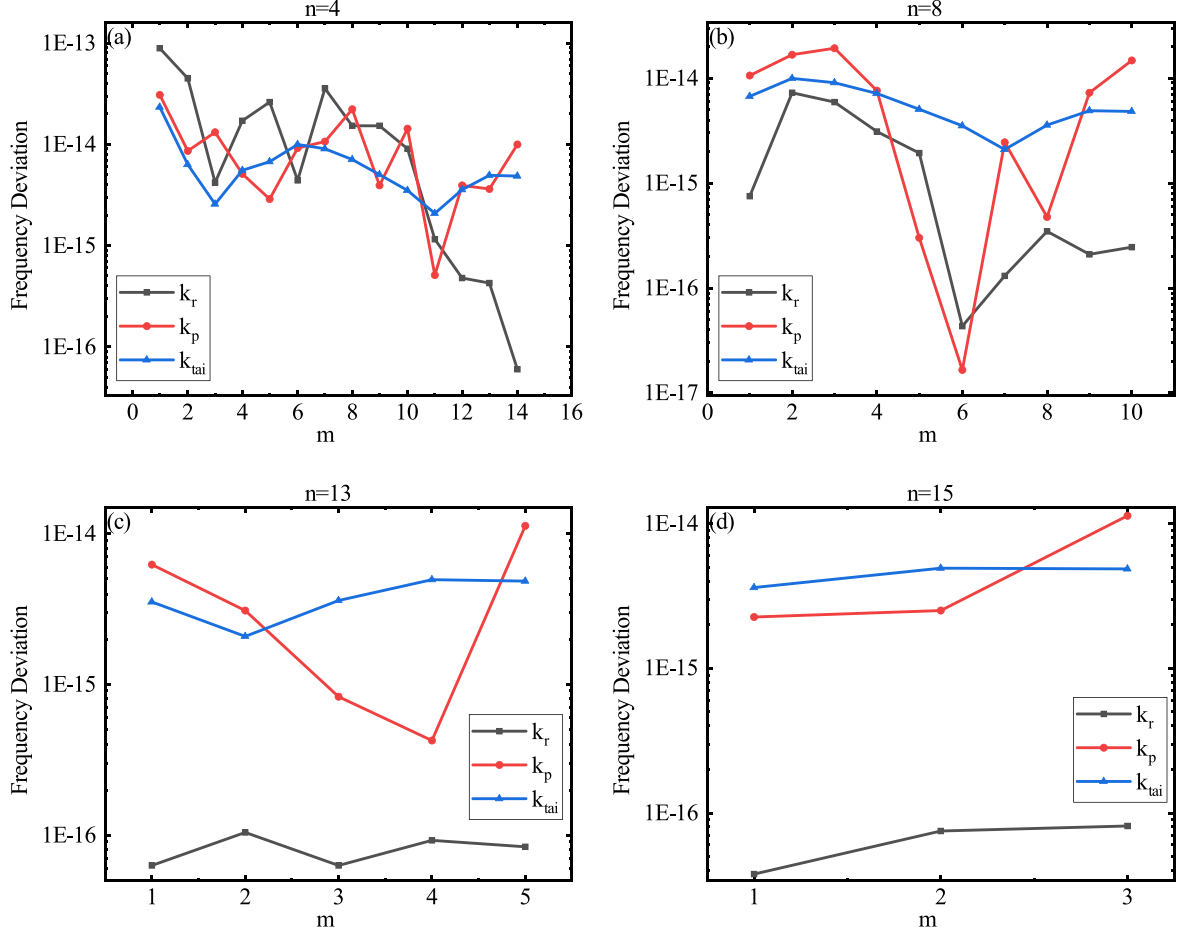 n=4
(a)
1E-13
1E-14
1E-15
1E-16
Frequency Deviation
k_r
k_p
k_tai
0 2 4 6 8 10 12 14 16
m
n=8
(b)
1E-14
1E-15
1E-16
1E-17
Frequency Deviation
k_r
k_p
k_tai
0 2 4 6 8 10
m
n=13
(c)
1E-14
1E-15
1E-16
Frequency Deviation
k_r
k_p
k_tai
1 2 3 4 5
m
n=15
(d)
1E-14
1E-15
1E-16
Frequency Deviation
k_r
k_p
k_tai
1 2 3
m